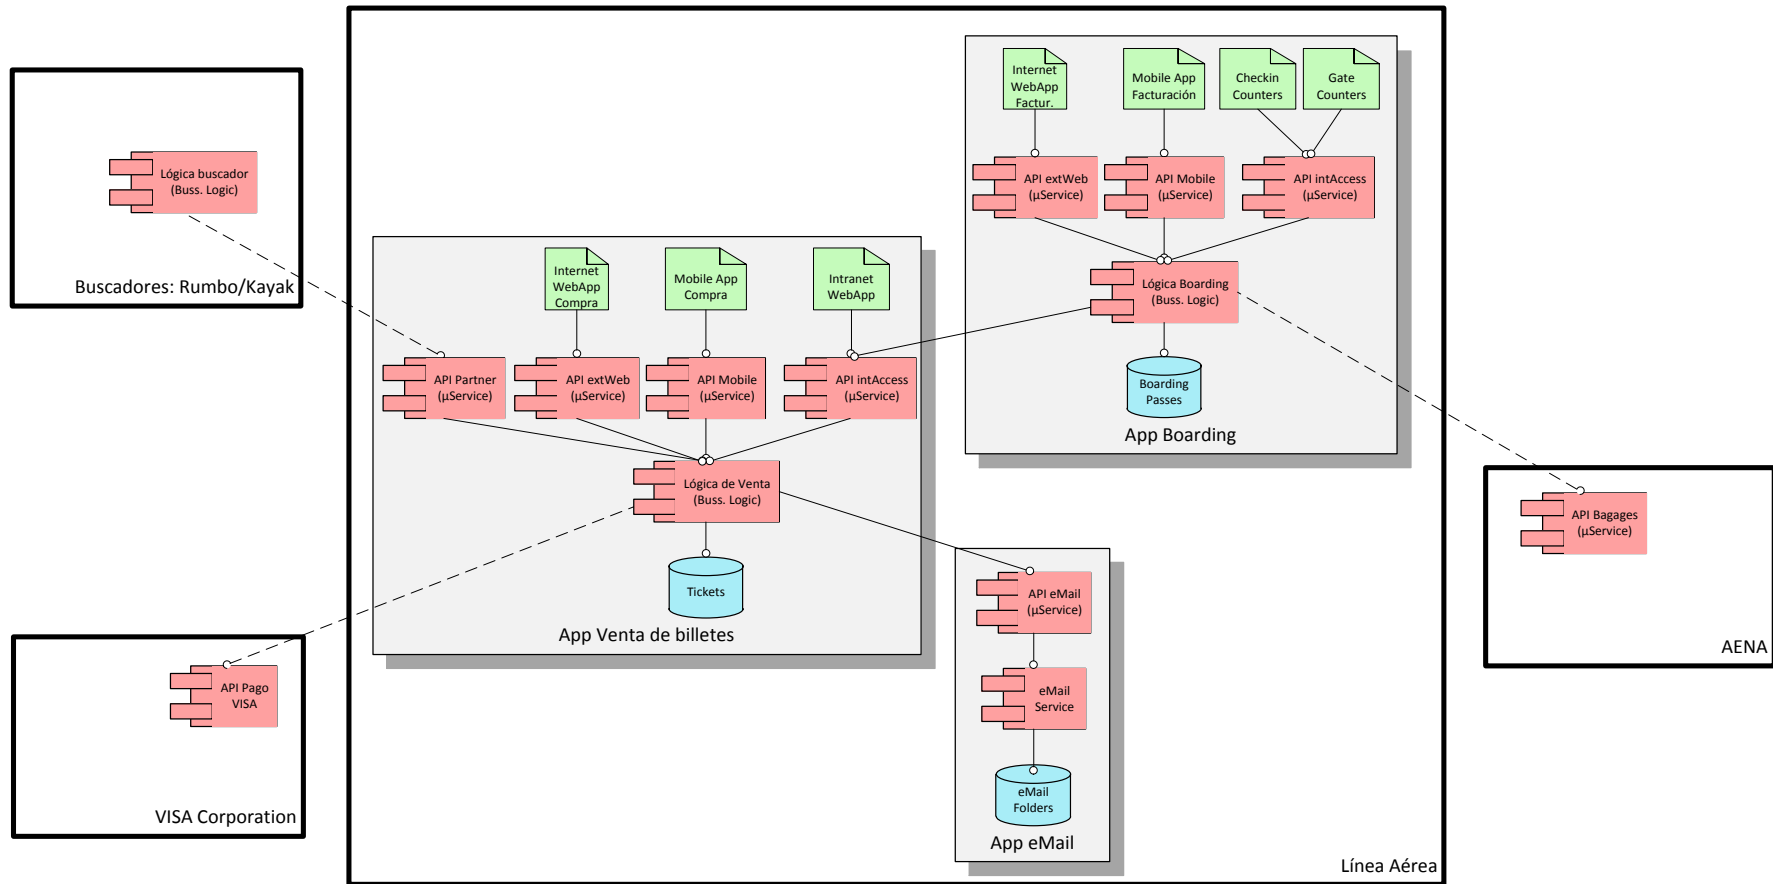 Internet
WebApp
Factur.
Mobile App
Facturación
Checkin
Counters
Gate
Counters
API extWeb
(µService)
API Mobile
(µService)
API intAccess
(µService)
Lógica buscador
(Buss. Logic)
Buscadores: Rumbo/Kayak
Internet
WebApp
Compra
Mobile App
Compra
Intranet
WebApp
Lógica Boarding
(Buss. Logic)
API Partner
(µService)
API extWeb
(µService)
API Mobile
(µService)
API intAccess
(µService)
Boarding
Passes
App Boarding
Lógica de Venta
(Buss. Logic)
API Bagages
(µService)
Tickets
API eMail
(µService)
App Venta de billetes
AENA
API Pago
VISA
eMail
Service
eMail
Folders
VISA Corporation
App eMail
Línea Aérea